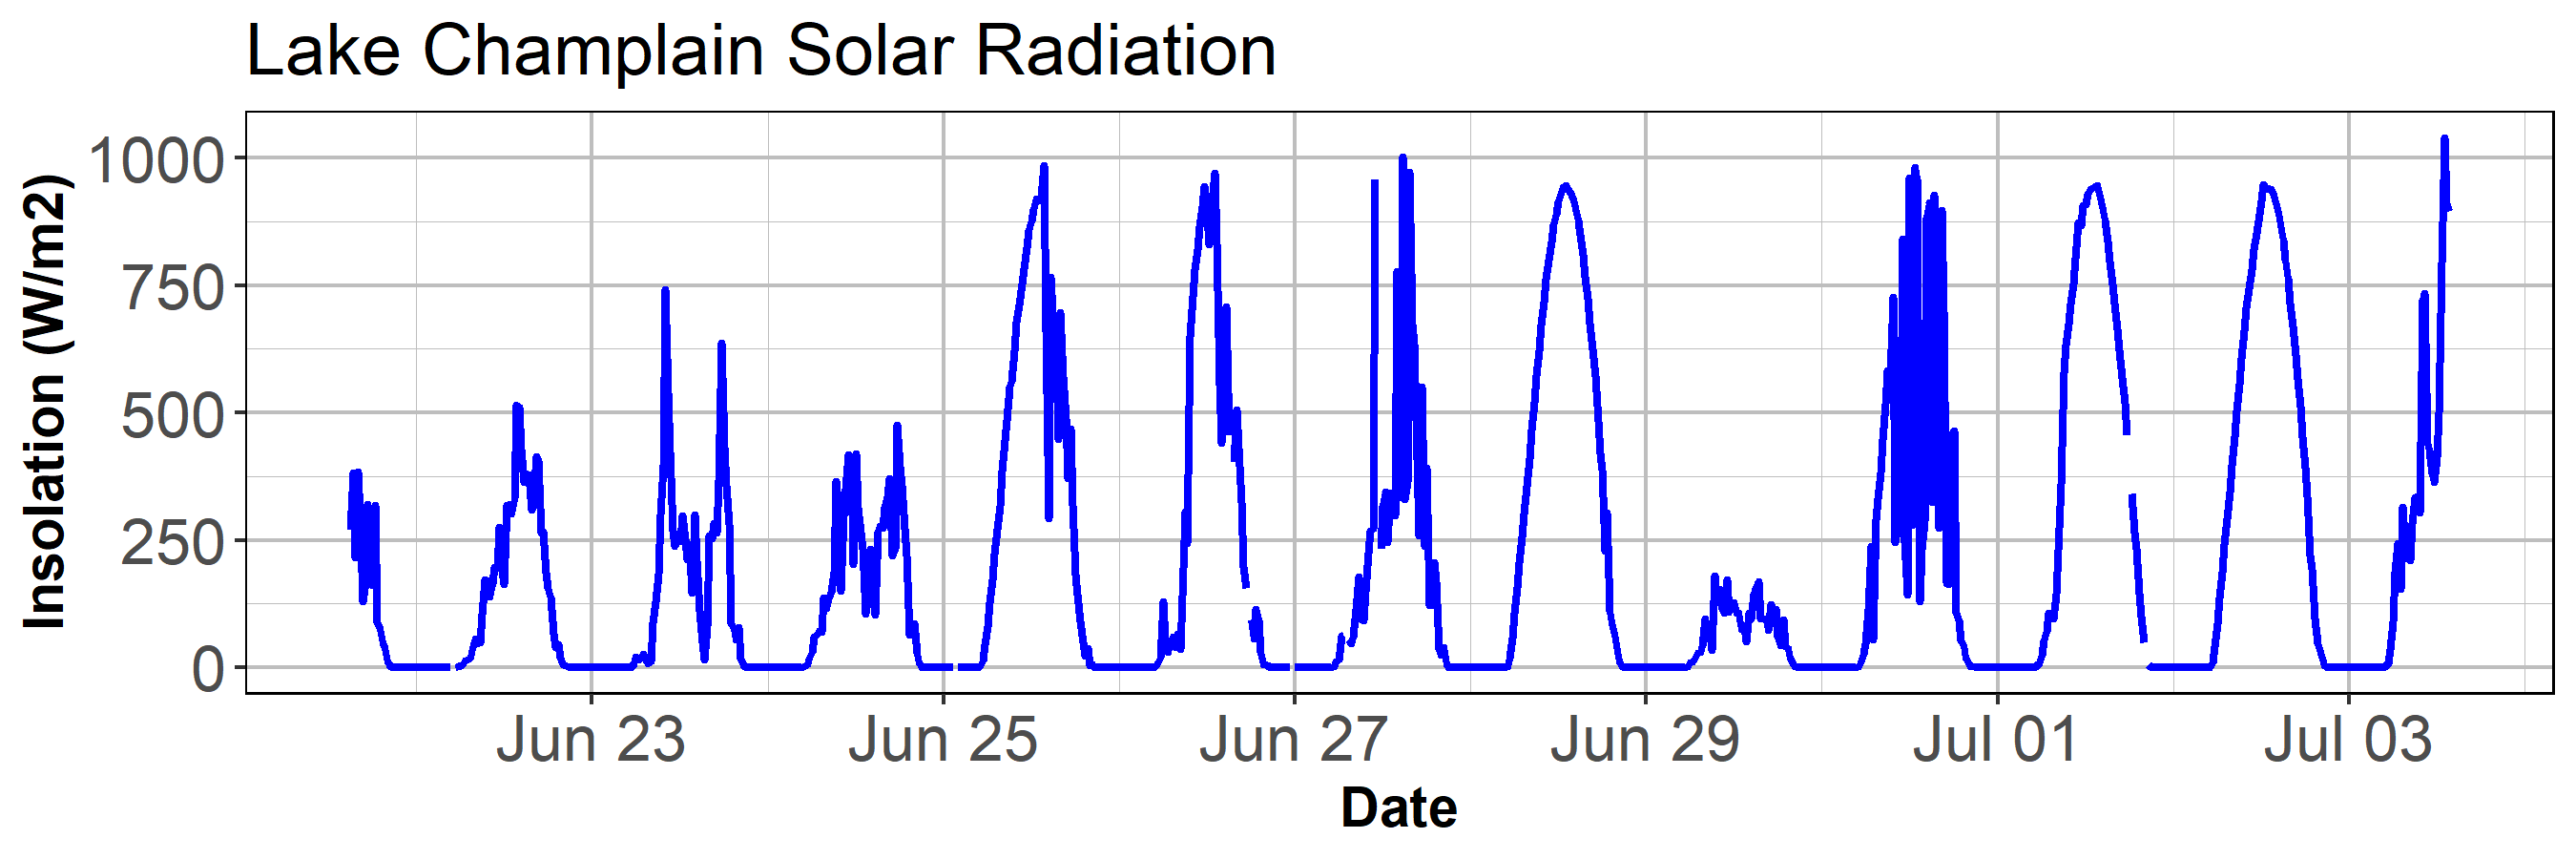 Lake Champlain Solar Radiation
Insolation (W/m2)
1000
750
500
250
0
Jun 23 Jun 25 Jun 27 Jun 29 Jul 01 Jul 03
Date